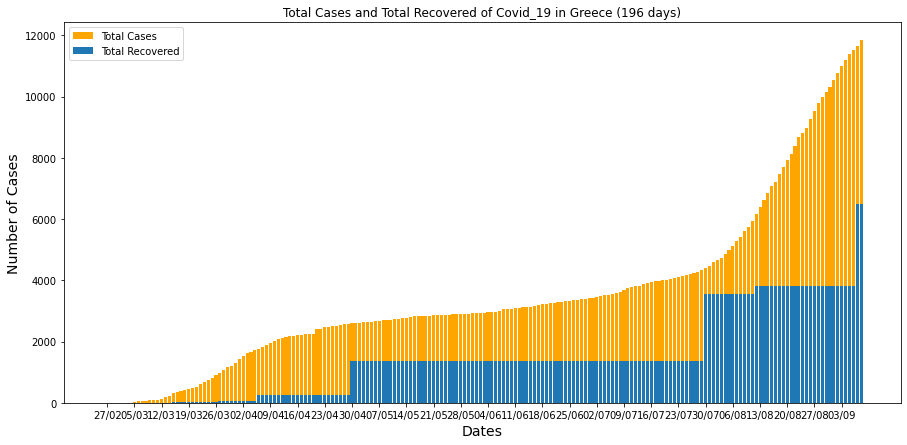 Total Cases and Total Recovered of Covid_19 in Greece (196 days)
Total Cases
Total Recovered
Number of Cases
12000
10000
8000
6000
4000
2000
0
27/02 05/03 12/03 19/03 26/03 02/04 09/04 16/04 23/04 30/04 07/05 14/05 21/05 28/05 04/06 11/06 18/06 25/06 02/07 09/07 16/07 23/07 30/07 06/08 13/08 20/08 27/08 03/09
Dates